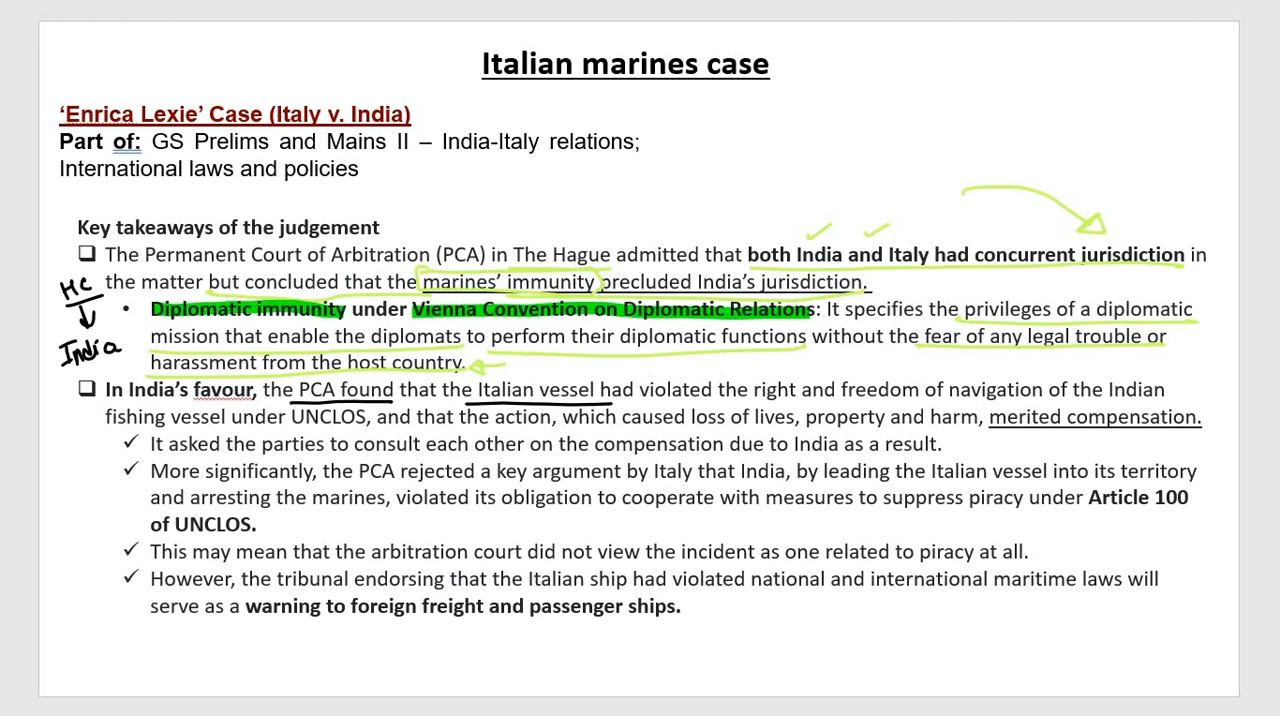 Italian marines case
‘Enrica Lexie’ Case (Italy v. India)
Part of: GS Prelims and Mains II – India-Italy relations;
International laws and policies
Key takeaways of the judgement
❑ The Permanent Court of Arbitration (PCA) in The Hague admitted that both India and Italy had concurrent jurisdiction in
the matter but concluded that the marines’ immunity precluded India’s jurisdiction.
HC
India
• Diplomatic immunity under Vienna Convention on Diplomatic Relations: It specifies the privileges of a diplomatic
mission that enable the diplomats to perform their diplomatic functions without the fear of any legal trouble or
harassment from the host country.
❑ In India’s favour, the PCA found that the Italian vessel had violated the right and freedom of navigation of the Indian
fishing vessel under UNCLOS, and that the action, which caused loss of lives, property and harm, merited compensation.
✓ It asked the parties to consult each other on the compensation due to India as a result.
✓ More significantly, the PCA rejected a key argument by Italy that India, by leading the Italian vessel into its territory
and arresting the marines, violated its obligation to cooperate with measures to suppress piracy under Article 100
of UNCLOS.
✓ This may mean that the arbitration court did not view the incident as one related to piracy at all.
✓ However, the tribunal endorsing that the Italian ship had violated national and international maritime laws will
serve as a warning to foreign freight and passenger ships.